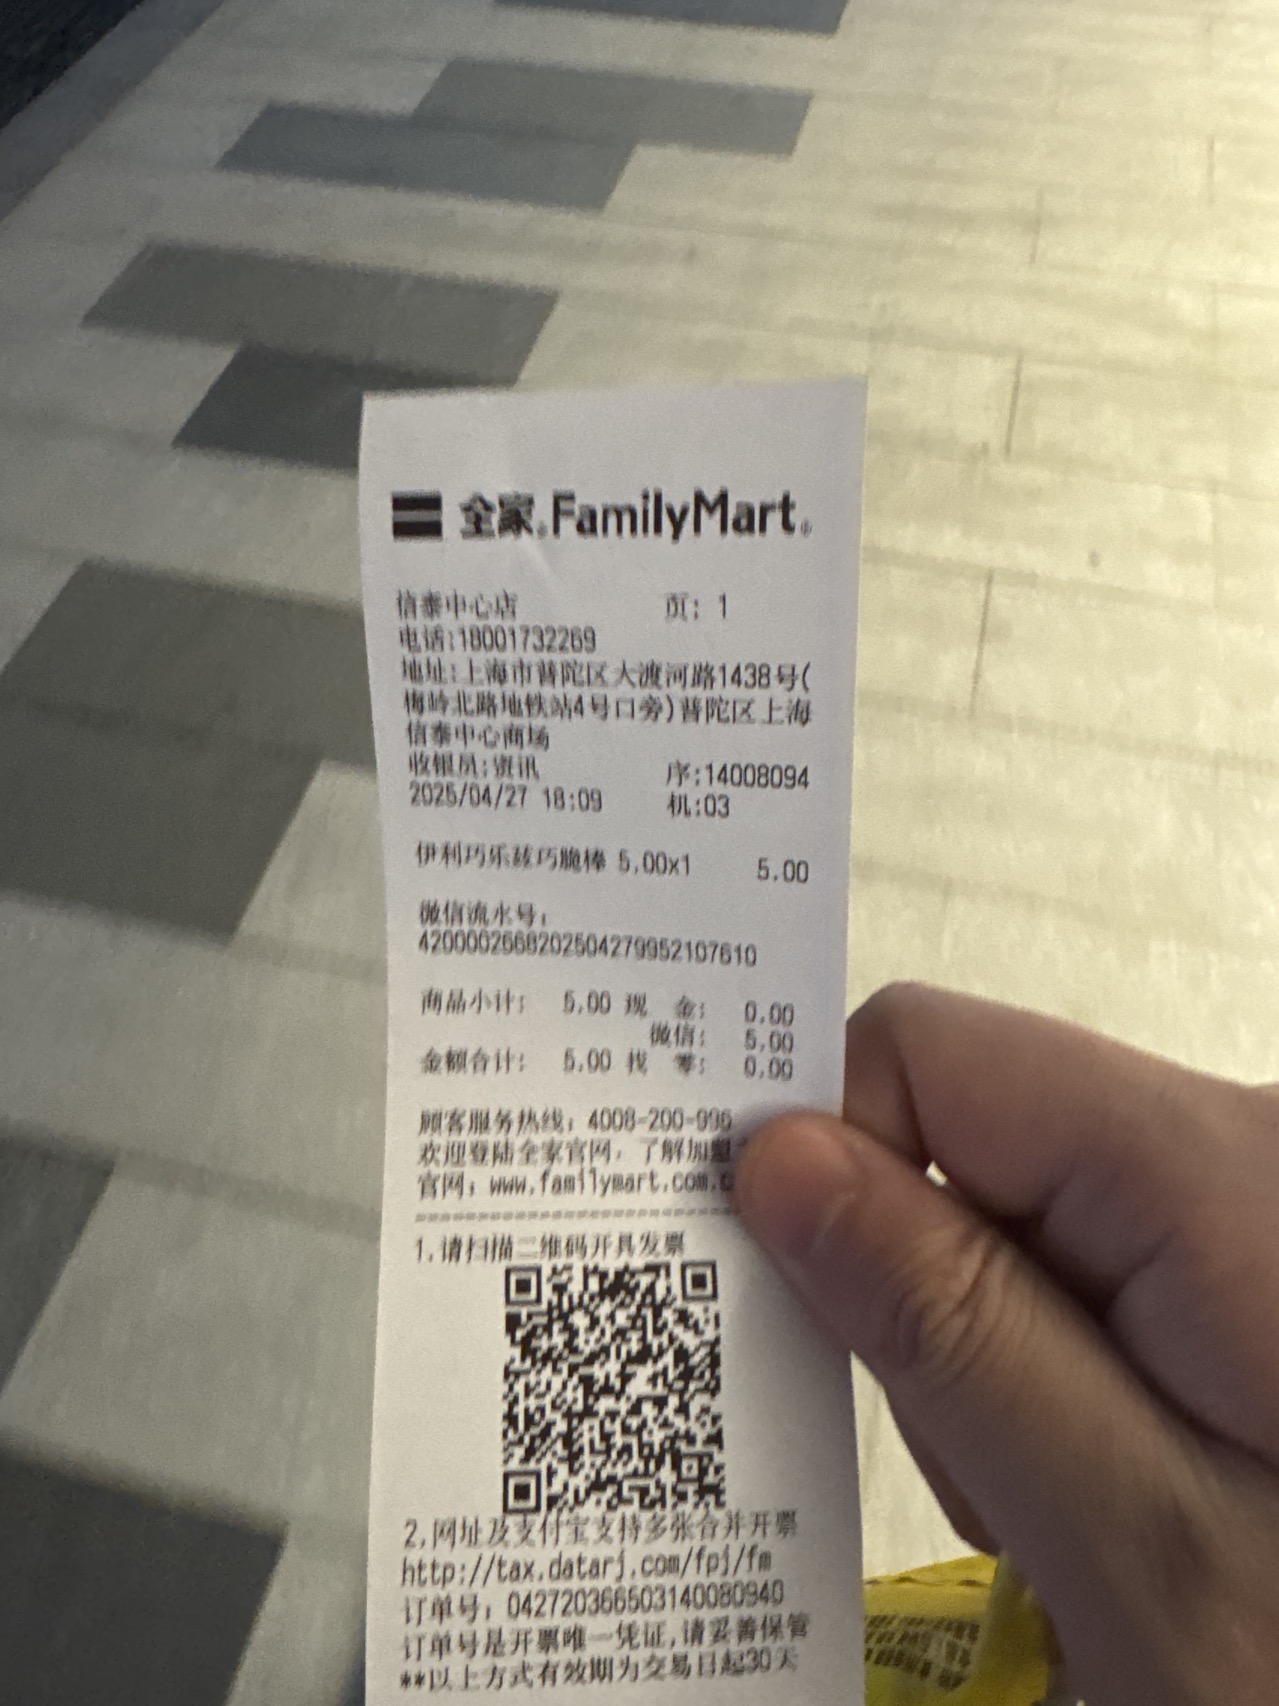 全家 FamilyMart
信泰中心店 页: 1
电话:18001732269
地址:上海市普陀区大渡河路1438号(
梅岭北路地铁站4号口旁)普陀区上海
信泰中心商场
收银员:资讯 序:14008094
2025/04/27 18:09 机:03
伊利巧乐兹巧脆棒 5.00x1 5.00
微信流水号:
4200002668202504279952107610
商品小计: 5.00 现 金: 0.00
微信: 5.00
金额合计: 5.00 找 零: 0.00
顾客服务热线: 4008-200-996
欢迎登陆全家官网, 了解加盟
官网: www.familymart.com.c
1.请扫描二维码开具发票
2.网址及支付宝支持多张合并开票
http://tax.datarj.com/fpj/fm
订单号: 042720366503140080940
订单号是开票唯一凭证,请妥善保管
**以上方式有效期为交易日起30天